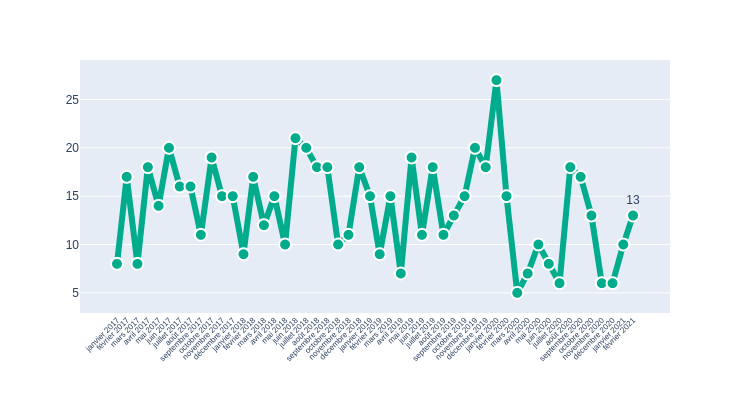 25
20
15
10
5
13
janvier 2017
février 2017
mars 2017
avril 2017
mai 2017
juin 2017
juillet 2017
août 2017
septembre 2017
octobre 2017
novembre 2017
décembre 2017
janvier 2018
février 2018
mars 2018
avril 2018
mai 2018
juin 2018
juillet 2018
août 2018
septembre 2018
octobre 2018
novembre 2018
décembre 2018
janvier 2019
février 2019
mars 2019
avril 2019
mai 2019
juin 2019
juillet 2019
août 2019
septembre 2019
octobre 2019
novembre 2019
décembre 2019
janvier 2020
février 2020
mars 2020
avril 2020
mai 2020
juin 2020
juillet 2020
août 2020
septembre 2020
octobre 2020
novembre 2020
décembre 2020
janvier 2021
février 2021